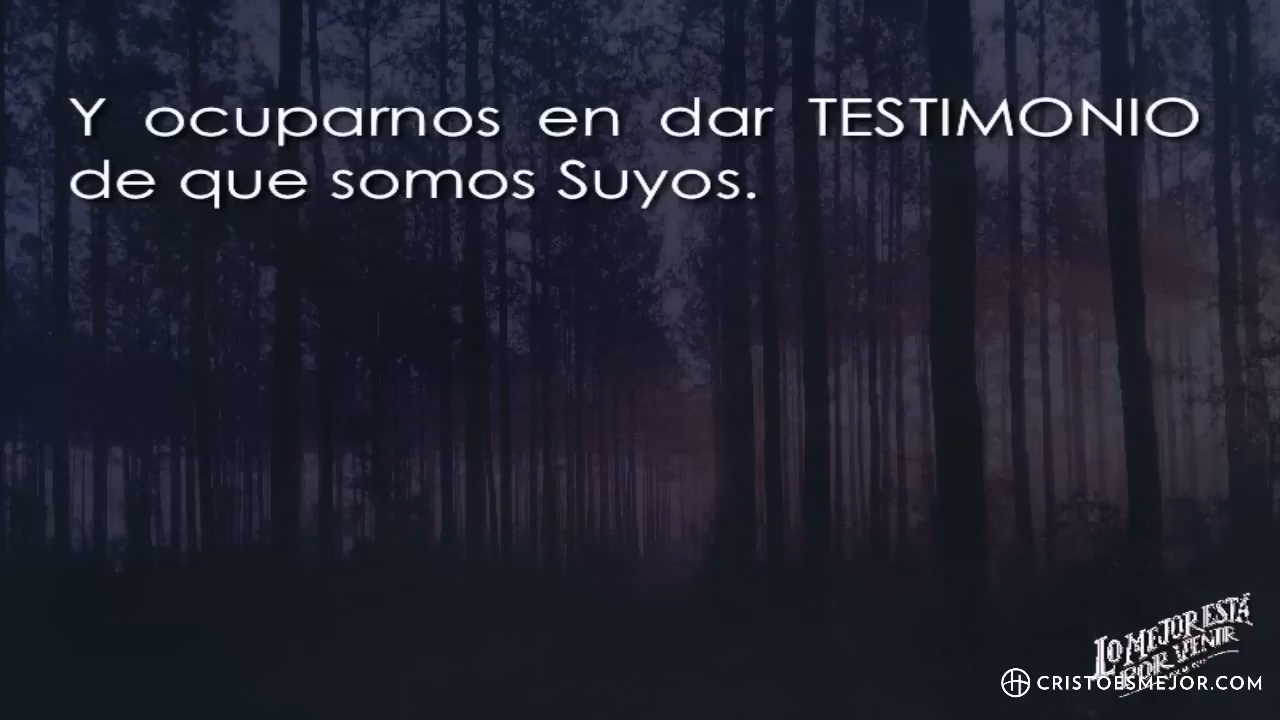 Y ocuparnos en dar TESTIMONIO
de que somos Suyos.
LO MEJOR ESTÁ
POR VENIR
CRISTOESMEJOR.COM